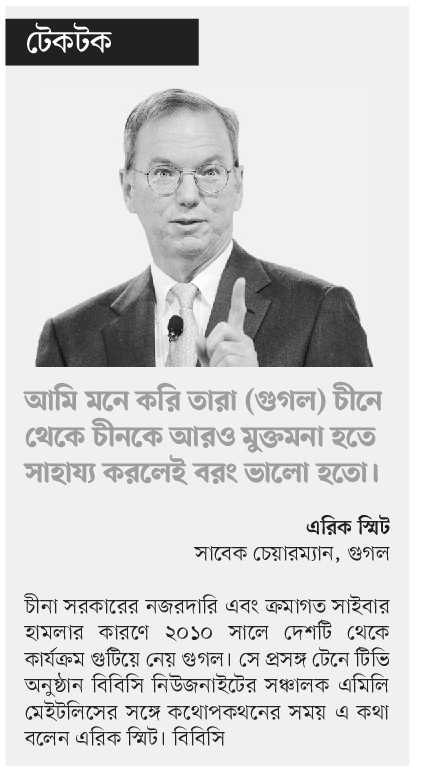 টেকটক
আমি মনে করি তারা (গুগল) চীনে
থেকে চীনকে আরও মুক্তমনা হতে
সাহায্য করলেই বরং ভালো হতো।
এরিক স্মিট
সাবেক চেয়ারম্যান, গুগল
চীনা সরকারের নজরদারি এবং ক্রমাগত সাইবার
হামলার কারণে ২০১০ সালে দেশটি থেকে
কার্যক্রম গুটিয়ে নেয় গুগল। সে প্রসঙ্গ টেনে টিভি
অনুষ্ঠান বিবিসি নিউজনাইটের সঞ্চালক এমিলি
মেইটলিসের সঙ্গে কথোপকথনের সময় এ কথা
বলেন এরিক স্মিট। বিবিসি